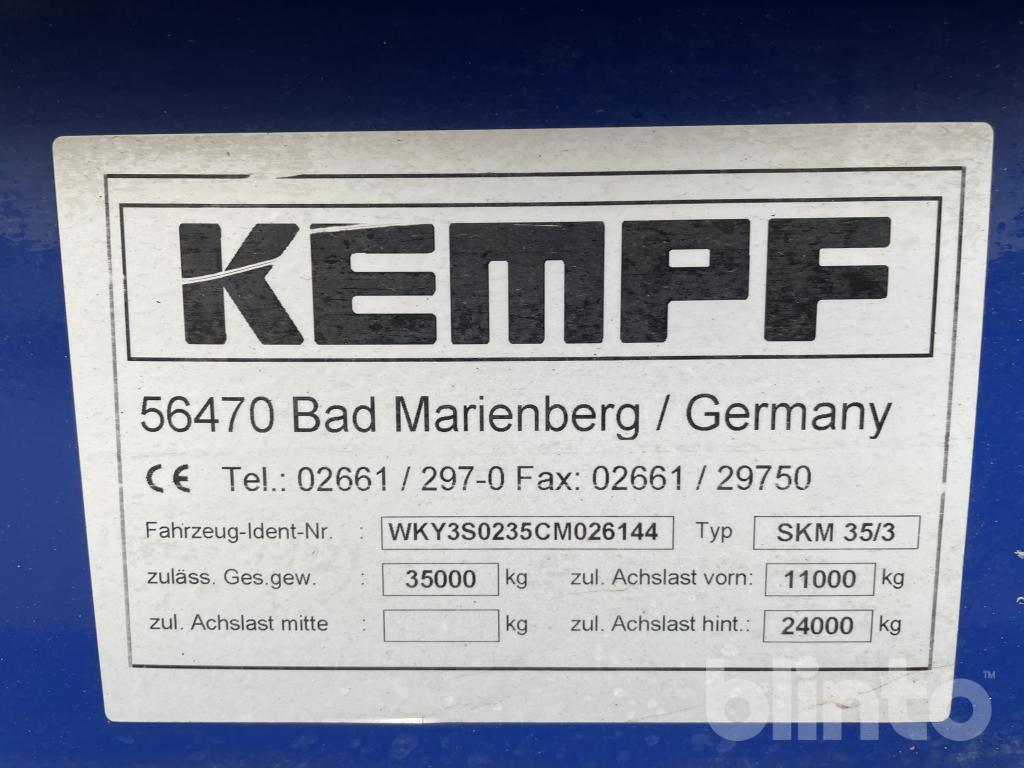 KEMPF
56470 Bad Marienberg / Germany
CE Tel.: 02661 / 297-0 Fax: 02661 / 29750
Fahrzeug-Ident-Nr. : WKY3S0235CM026144 Typ SKM 35/3
zuläss. Ges.gew. : 35000 kg zul. Achslast vorn: 11000 kg
zul. Achslast mitte : kg zul. Achslast hint.: 24000 kg
blinto™